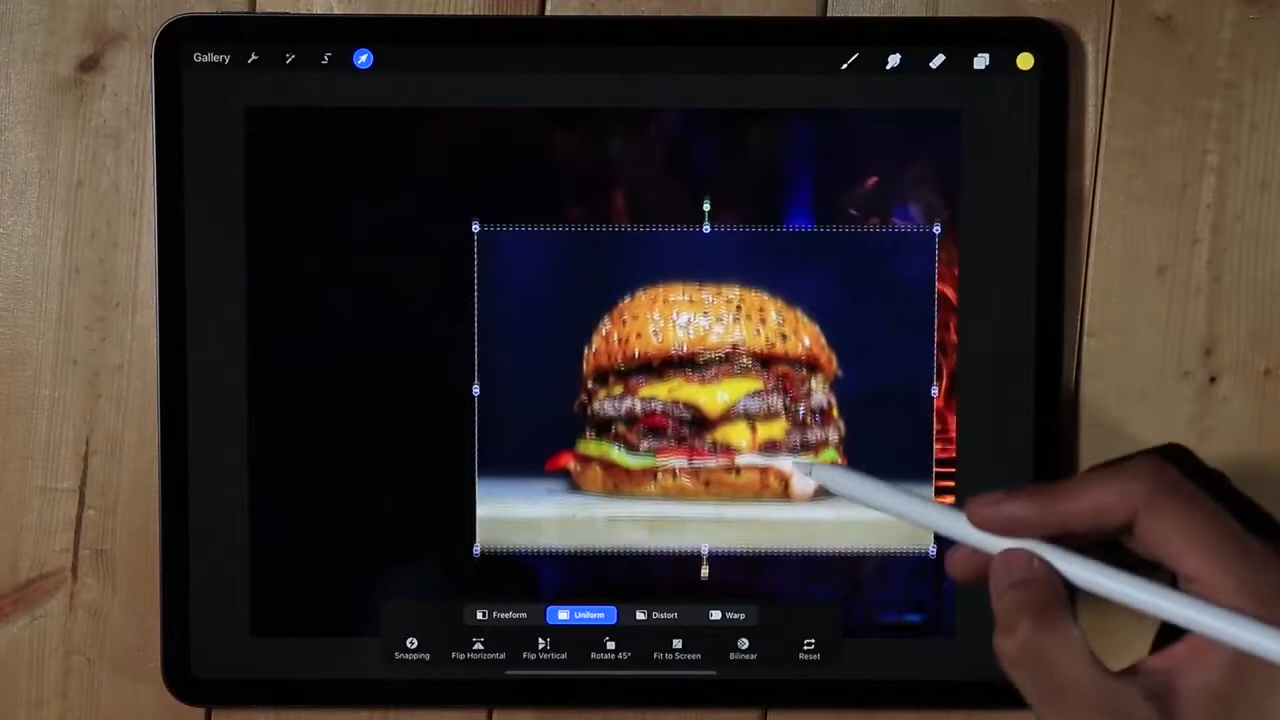 Gallery
Freeform Uniform Distort Warp
Snapping Flip Horizontal Flip Vertical Rotate 45° Fit to Screen Bilinear Reset